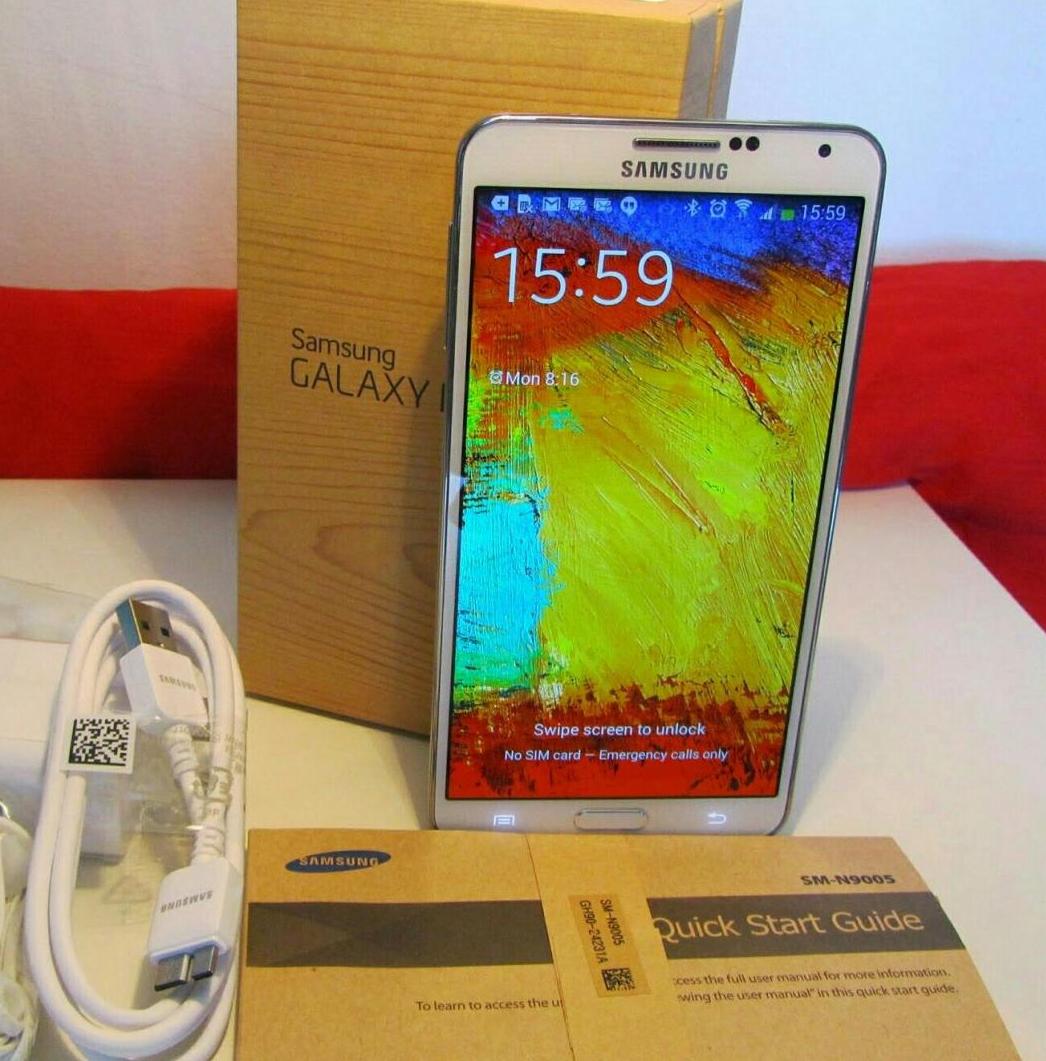 Samsung
GALAXY
SAMSUNG
15:59
15:59
Mon 8:16
Swipe screen to unlock
No SIM card — Emergency calls only
SAMSUNG
SAMSUNG
SAMSUNG
SM-N9005
Quick Start Guide
SM-N9005
GH90-24231A
To learn to access the
ccess the full user manual for more information.
wing the user manual" in this quick start guide.